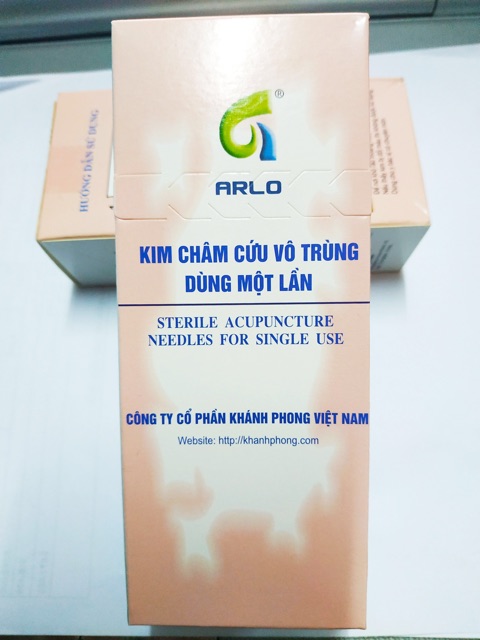 ®
ARLO
KIM CHÂM CỨU VÔ TRÙNG
DÙNG MỘT LẦN
STERILE ACUPUNCTURE
NEEDLES FOR SINGLE USE
CÔNG TY CỔ PHẦN KHÁNH PHONG VIỆT NAM
Website: http://khanhphong.com
HƯỚNG DẪN SỬ DỤNG